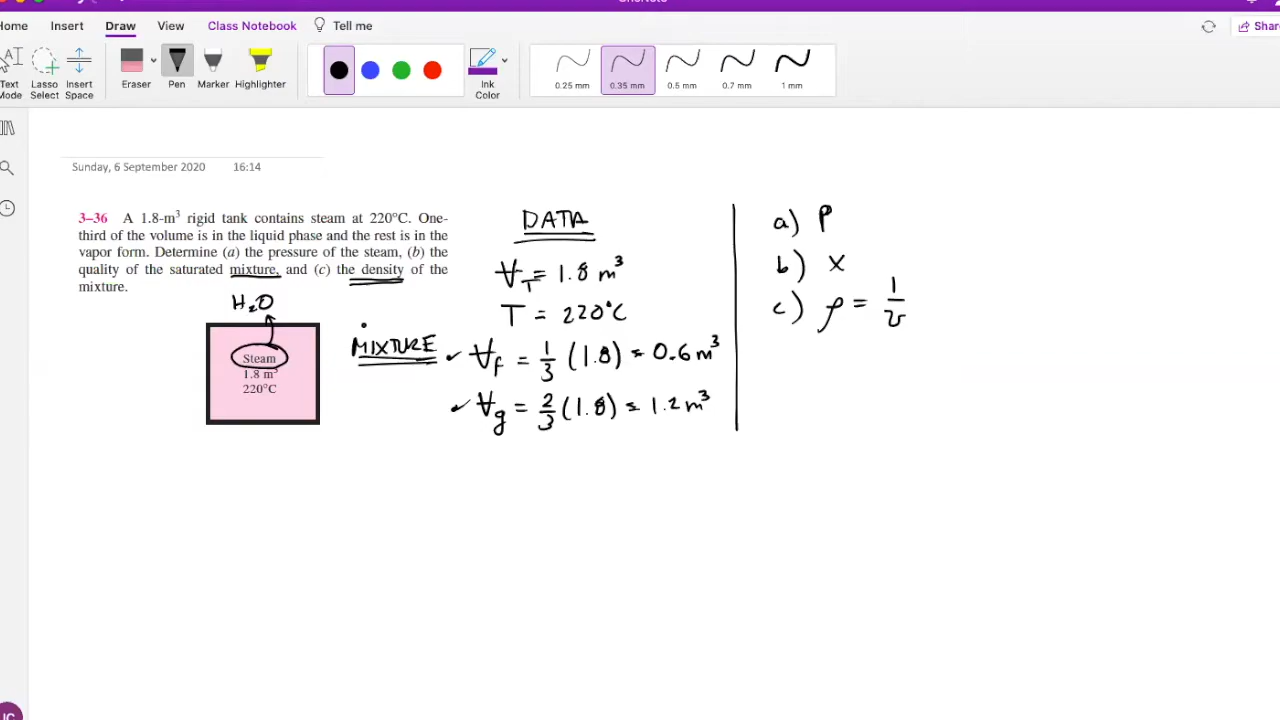 Home Insert Draw View Class Notebook Tell me
Share
Text Mode
Lasso Select
Insert Space
Eraser
Pen
Marker
Highlighter
Ink Color
0.25 mm
0.35 mm
0.5 mm
0.7 mm
1 mm
Sunday, 6 September 2020 16:14
3–36 A 1.8-m³ rigid tank contains steam at 220°C. One-
third of the volume is in the liquid phase and the rest is in the
vapor form. Determine (a) the pressure of the steam, (b) the
quality of the saturated mixture, and (c) the density of the
mixture.
H₂O
Steam
1.8 m³
220°C
DATA
V_T = 1.8 m³
T = 220°C
MIXTURE
✓ V_f = 1/3 (1.8) = 0.6 m³
✓ V_g = 2/3 (1.8) = 1.2 m³
a) P
b) x
c) ρ = 1/v